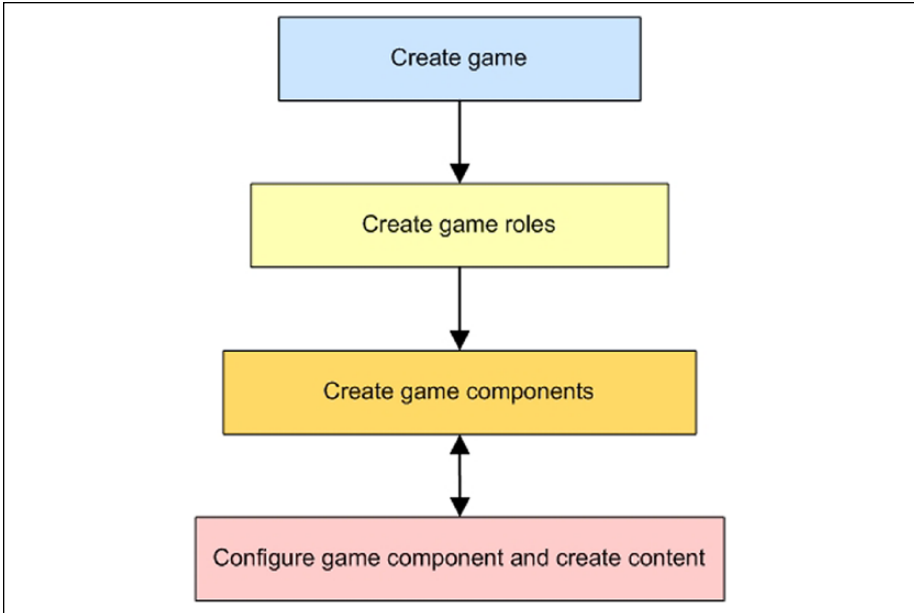 Create game
Create game roles
Create game components
Configure game component and create content